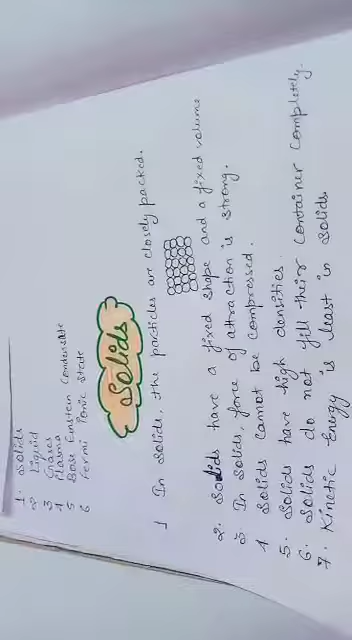 1. Solids
2 Liquid
3 Gases
4 Plasma
5 Bose Einstein Condensate
6 Fermi Ionic State
Solids
1 In Solids, the particles are closely packed.
2. Solids have a fixed shape and a fixed volume
3 In Solids, force of attraction is strong.
4 Solids cannot be compressed.
5. Solids have high densities.
6. Solids do not fill their Container Completely.
7. Kinetic Energy is least in Solids